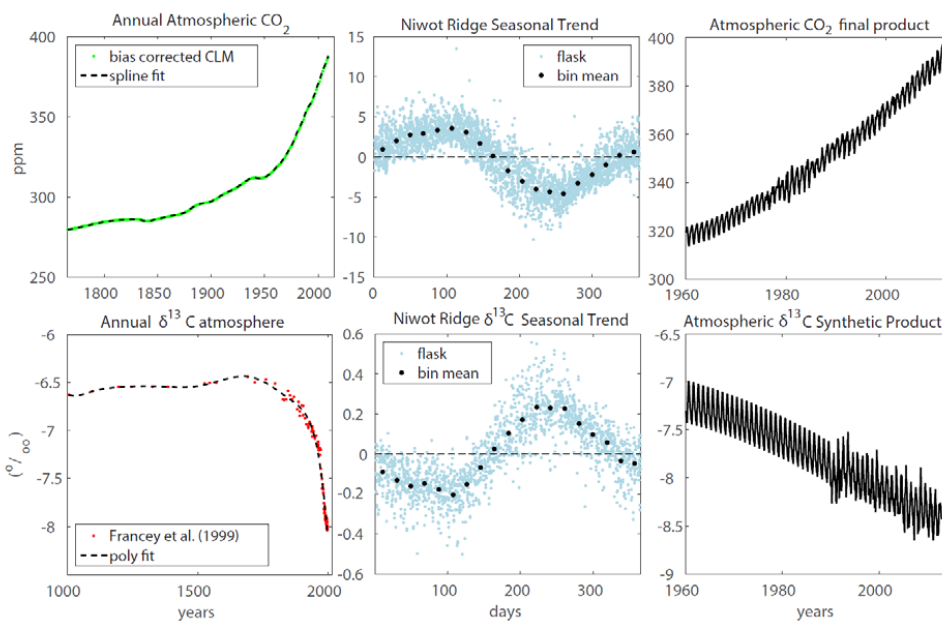 Annual Atmospheric CO2
400
350
300
250
ppm
bias corrected CLM
spline fit
1800 1850 1900 1950 2000
Niwot Ridge Seasonal Trend
15
10
5
0
-5
-10
-15
flask
bin mean
0 100 200 300
Atmospheric CO2 final product
400
380
360
340
320
300
1960 1980 2000
Annual δ13 C atmosphere
-6
-6.5
-7
-7.5
-8
(o/oo)
Francey et al. (1999)
poly fit
1000 1500 2000
years
Niwot Ridge δ13C Seasonal Trend
0.6
0.4
0.2
0
-0.2
-0.4
-0.6
flask
bin mean
0 100 200 300
days
Atmospheric δ13C Synthetic Product
-6.5
-7
-7.5
-8
-8.5
-9
1960 1980 2000
years